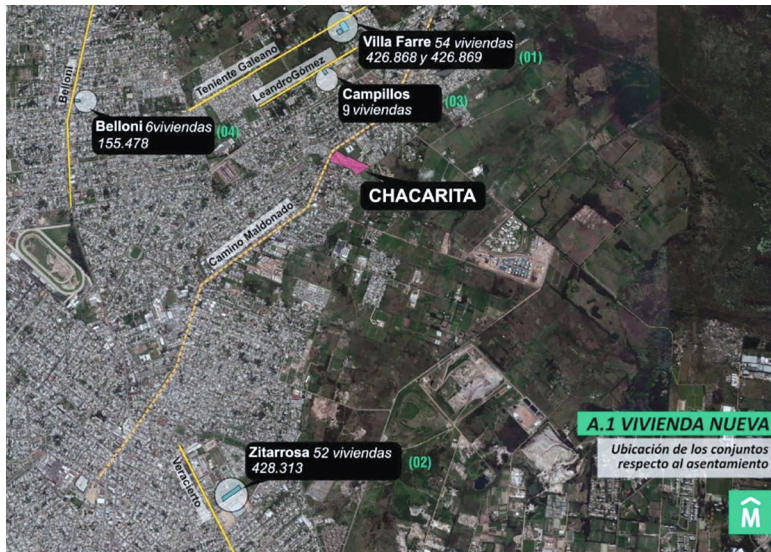 Villa Farre 54 viviendas
426.868 y 426.869
(01)
Teniente Galeano
LeandroGómez
Belloni
Campillos
9 viviendas
(03)
Belloni 6viviendas
155.478
(04)
CHACARITA
Camino Maldonado
A.1 VIVIENDA NUEVA
Ubicación de los conjuntos
respecto al asentamiento
Zitarrosa 52 viviendas
428.313
(02)
Veracierto
M